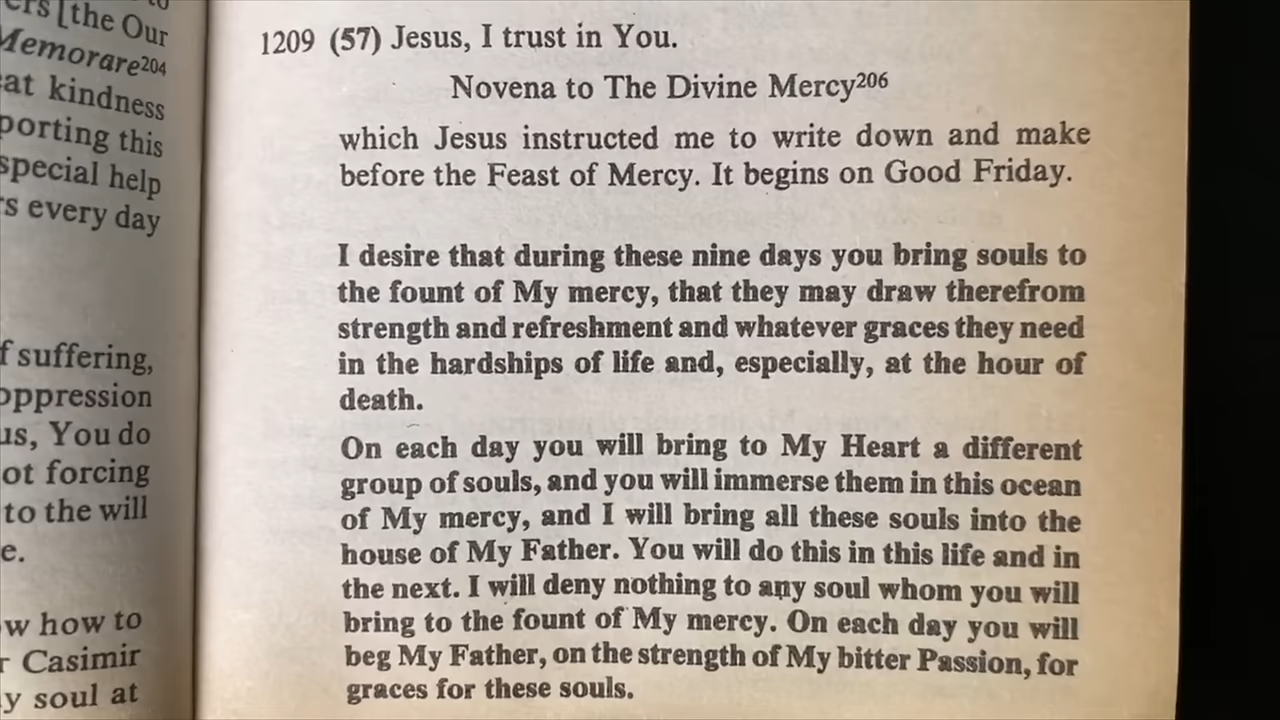 [the Our
Memorare204
at kindness
porting this
special help
s every day
f suffering,
oppression
us, You do
ot forcing
to the will
e.
w how to
r Casimir
y soul at
1209 (57) Jesus, I trust in You.
Novena to The Divine Mercy206
which Jesus instructed me to write down and make
before the Feast of Mercy. It begins on Good Friday.
I desire that during these nine days you bring souls to
the fount of My mercy, that they may draw therefrom
strength and refreshment and whatever graces they need
in the hardships of life and, especially, at the hour of
death.
On each day you will bring to My Heart a different
group of souls, and you will immerse them in this ocean
of My mercy, and I will bring all these souls into the
house of My Father. You will do this in this life and in
the next. I will deny nothing to any soul whom you will
bring to the fount of My mercy. On each day you will
beg My Father, on the strength of My bitter Passion, for
graces for these souls.